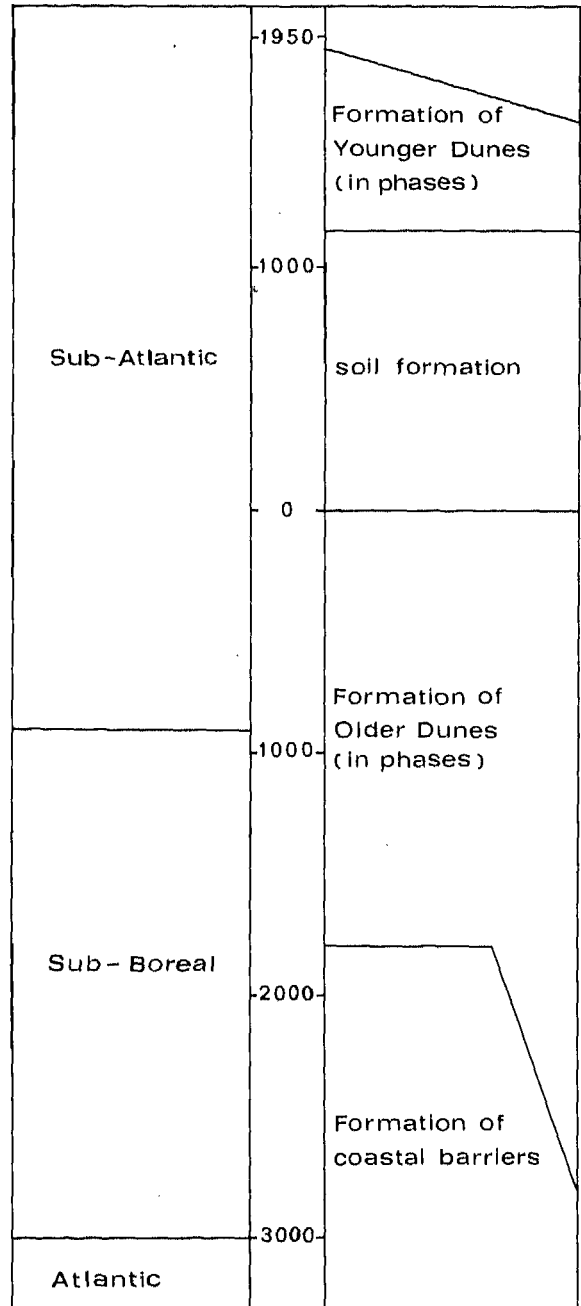 Sub-Atlantic
Sub-Boreal
Atlantic
1950
1000
0
1000
2000
3000
Formation of
Younger Dunes
(in phases)
soil formation
Formation of
Older Dunes
(in phases)
Formation of
coastal barriers